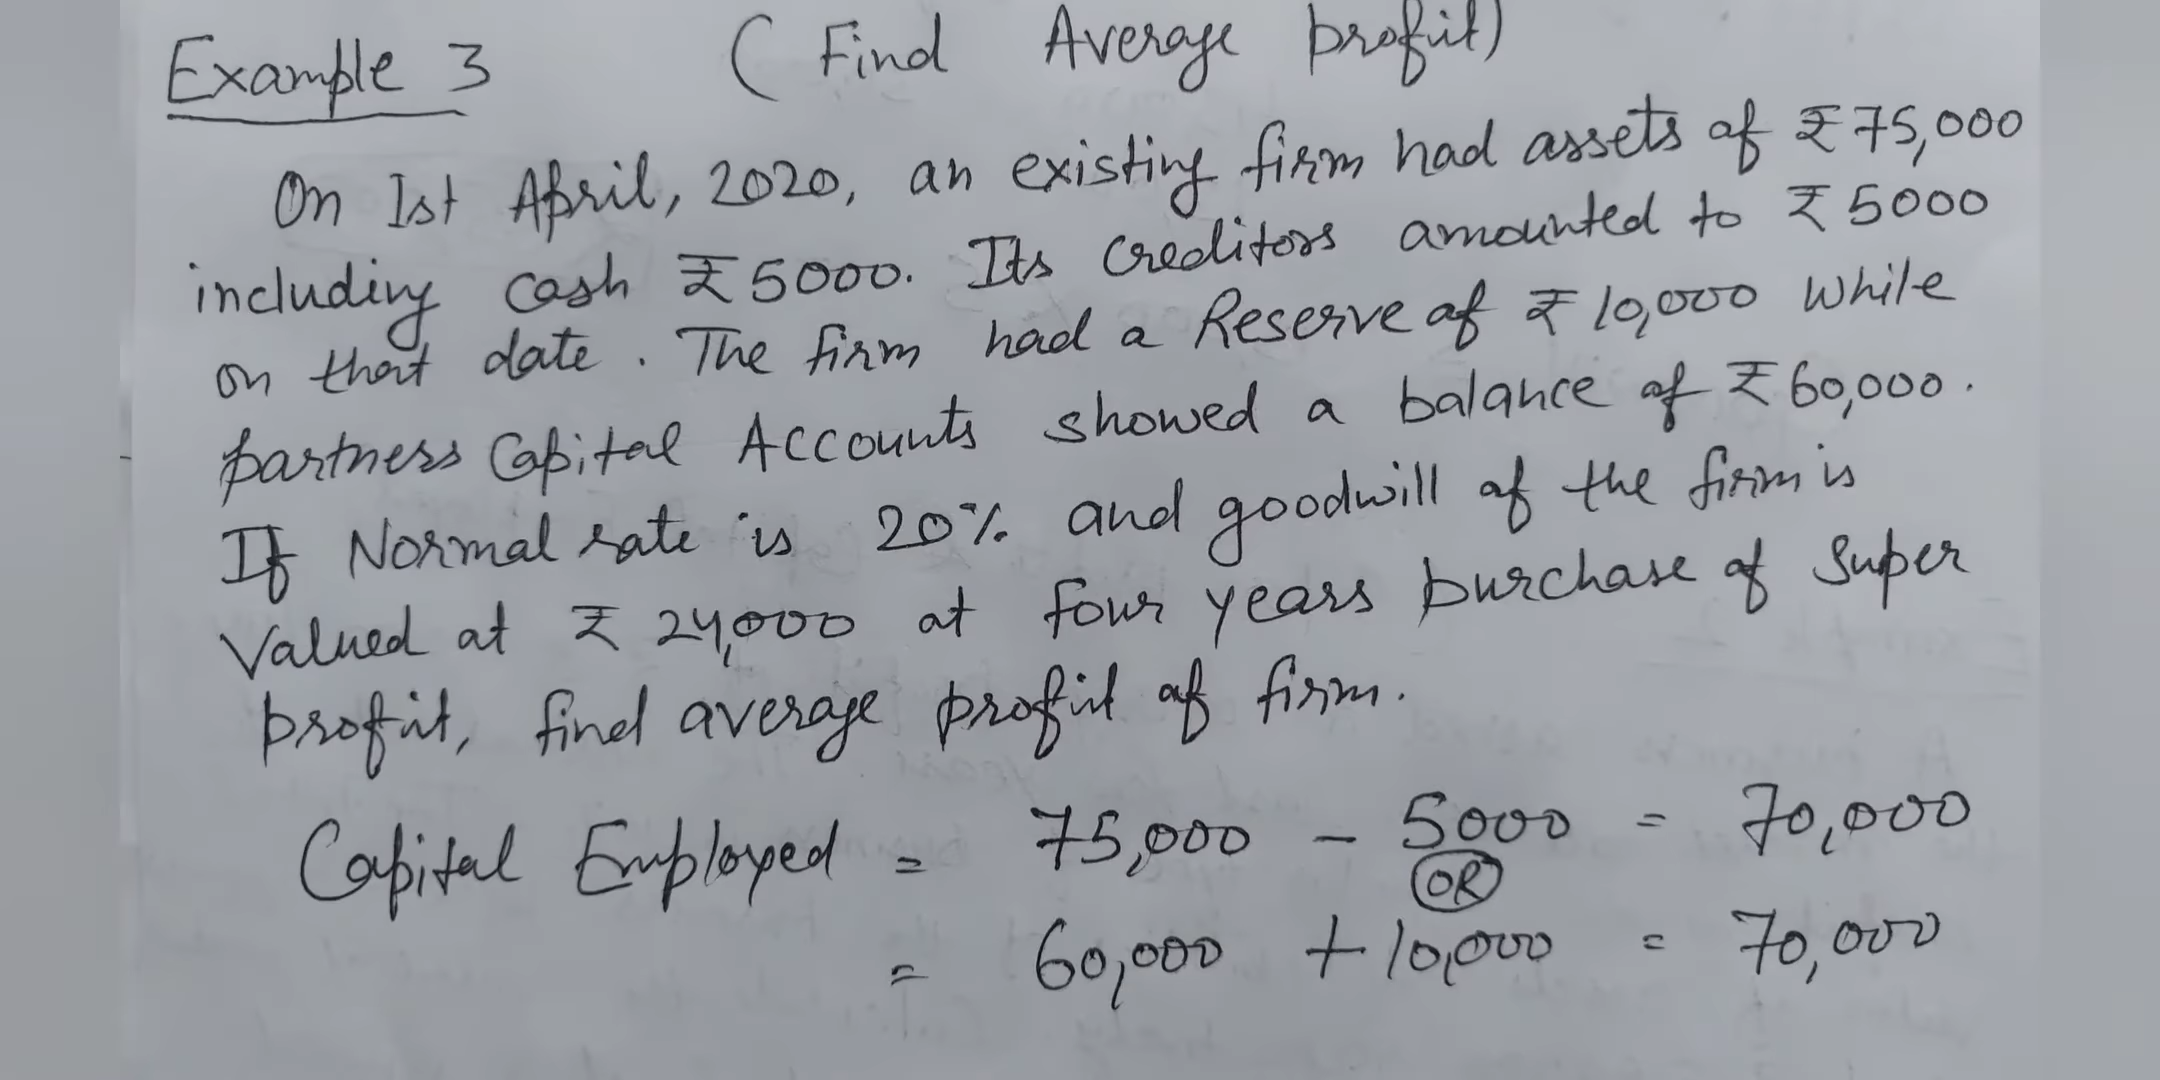 Example 3 ( Find Average profit)
On 1st April, 2020, an existing firm had assets of ₹75,000
including cash ₹5000. Its Creditors amounted to ₹5000
on that date. The firm had a Reserve of ₹10,000 while
partners Capital Accounts showed a balance of ₹60,000.
If Normal rate is 20% and goodwill of the firm is
Valued at ₹24,000 at four years purchase of Super
profit, find average profit of firm.
Capital Employed = 75,000 - 5000 = 70,000
OR
= 60,000 + 10,000 = 70,000